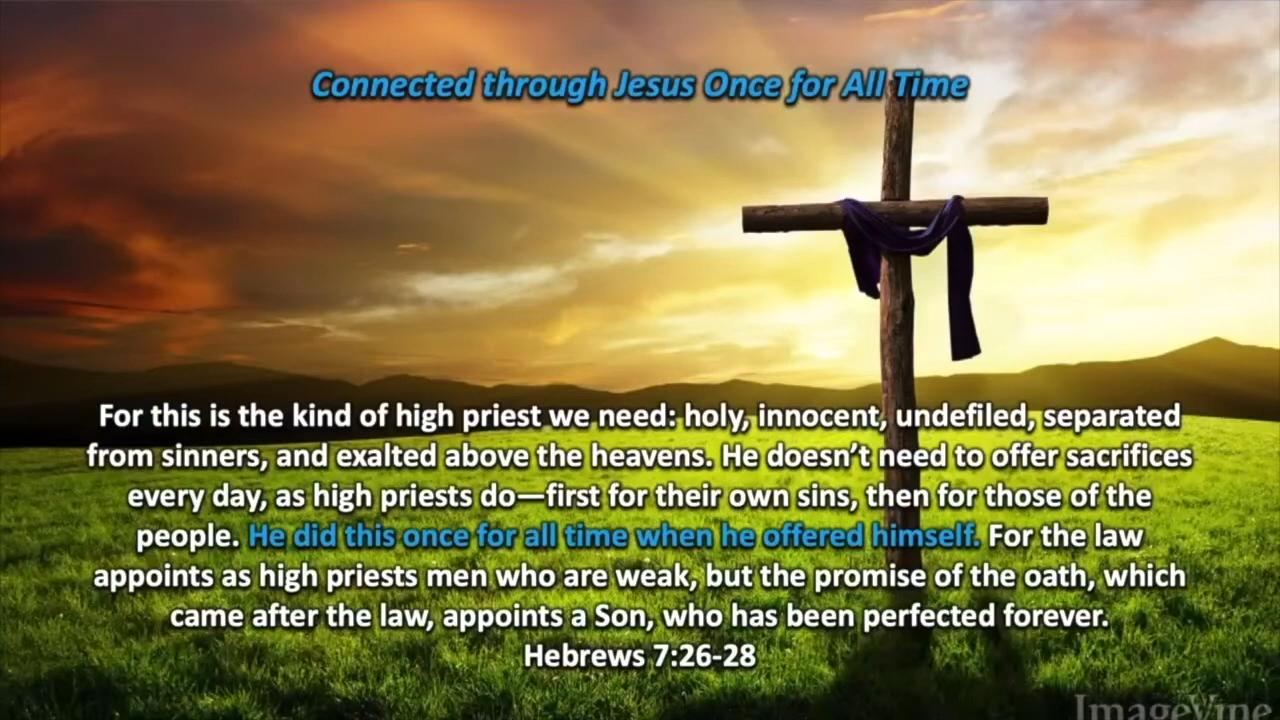 Connected through Jesus Once for All Time
For this is the kind of high priest we need: holy, innocent, undefiled, separated
from sinners, and exalted above the heavens. He doesn’t need to offer sacrifices
every day, as high priests do—first for their own sins, then for those of the
people. He did this once for all time when he offered himself. For the law
appoints as high priests men who are weak, but the promise of the oath, which
came after the law, appoints a Son, who has been perfected forever.
Hebrews 7:26-28
ImageVine